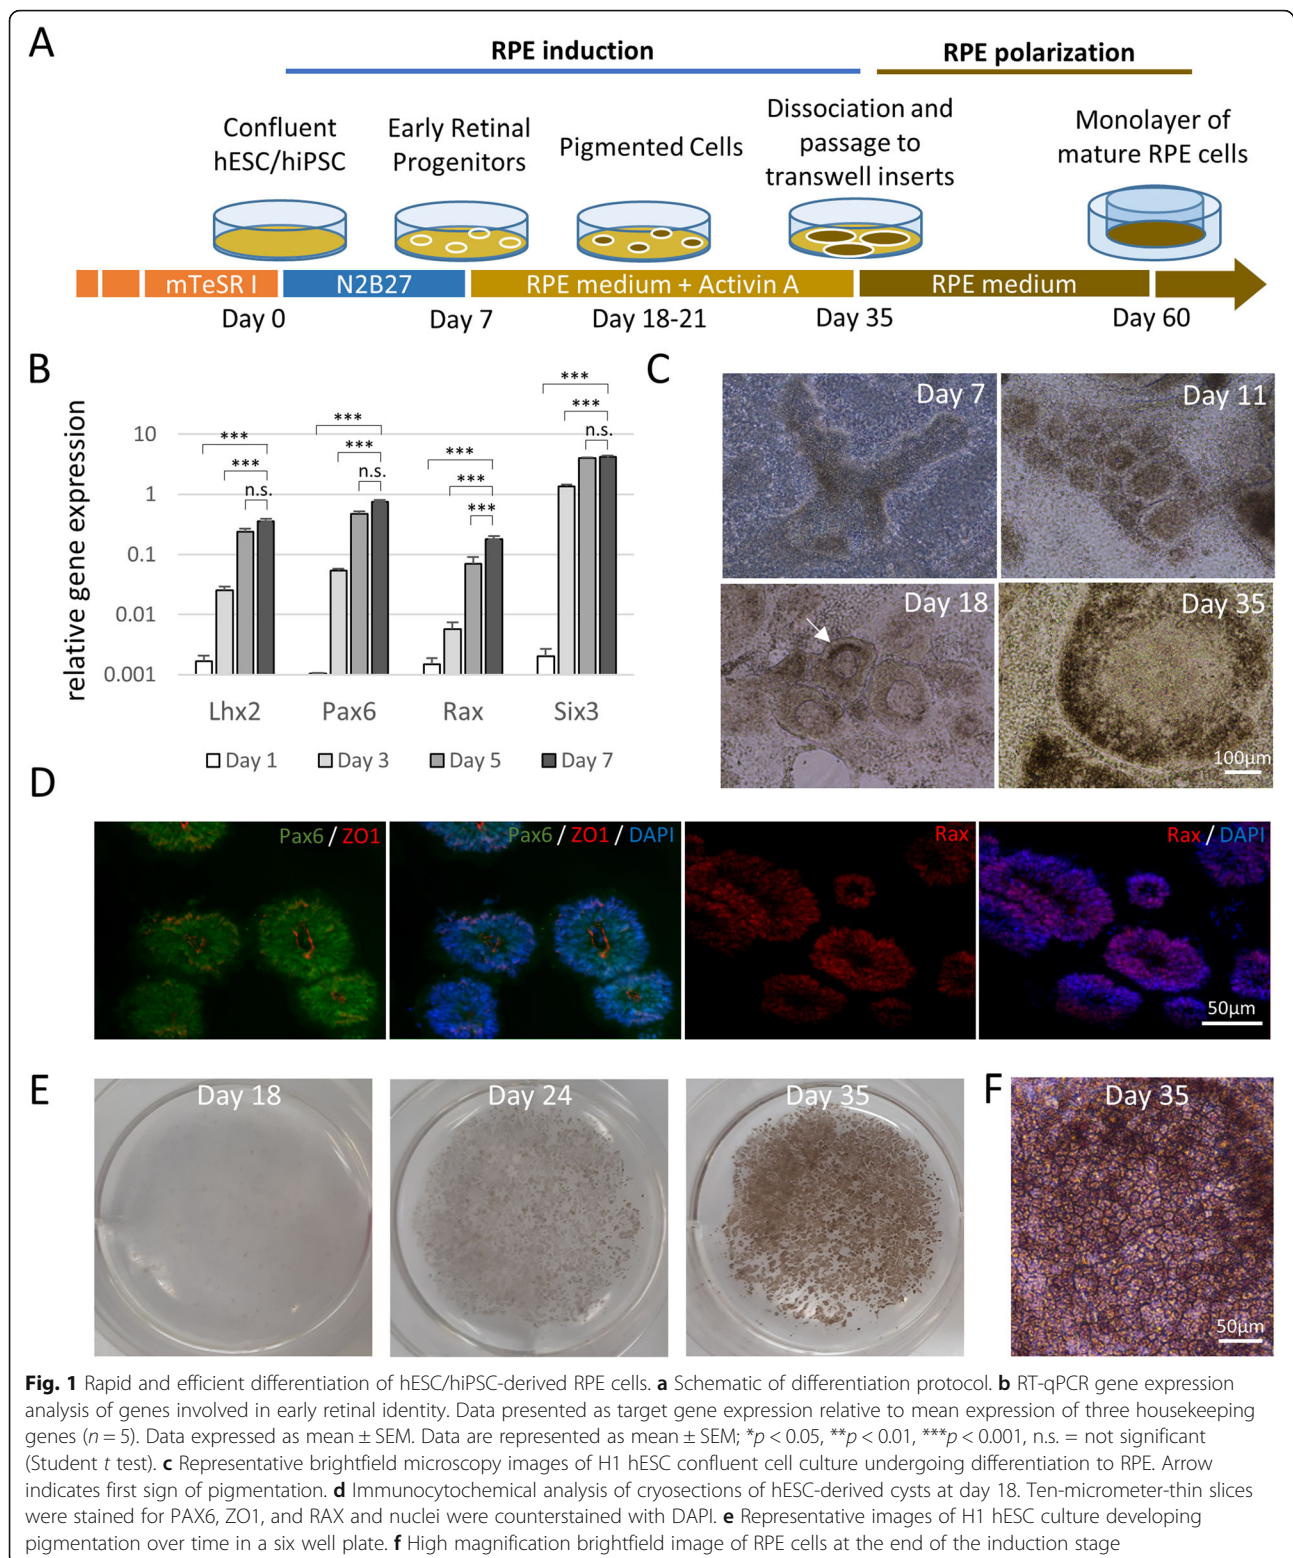 A
RPE induction
RPE polarization
Confluent
hESC/hiPSC
Early Retinal
Progenitors
Pigmented Cells
Dissociation and
passage to
transwell inserts
Monolayer of
mature RPE cells
mTeSR I
N2B27
RPE medium + Activin A
RPE medium
Day 0
Day 7
Day 18-21
Day 35
Day 60
B
relative gene expression
10
1
0.1
0.01
0.001
***
***
n.s.
***
***
n.s.
***
***
***
***
***
n.s.
Lhx2
Pax6
Rax
Six3
Day 1
Day 3
Day 5
Day 7
C
Day 7
Day 11
Day 18
Day 35
100µm
D
Pax6 / ZO1
Pax6 / ZO1 / DAPI
Rax
Rax / DAPI
50µm
E
Day 18
Day 24
Day 35
F
Day 35
50µm
Fig. 1 Rapid and efficient differentiation of hESC/hiPSC-derived RPE cells. a Schematic of differentiation protocol. b RT-qPCR gene expression
analysis of genes involved in early retinal identity. Data presented as target gene expression relative to mean expression of three housekeeping
genes (n = 5). Data expressed as mean ± SEM. Data are represented as mean ± SEM; *p < 0.05, **p < 0.01, ***p < 0.001, n.s. = not significant
(Student t test). c Representative brightfield microscopy images of H1 hESC confluent cell culture undergoing differentiation to RPE. Arrow
indicates first sign of pigmentation. d Immunocytochemical analysis of cryosections of hESC-derived cysts at day 18. Ten-micrometer-thin slices
were stained for PAX6, ZO1, and RAX and nuclei were counterstained with DAPI. e Representative images of H1 hESC culture developing
pigmentation over time in a six well plate. f High magnification brightfield image of RPE cells at the end of the induction stage